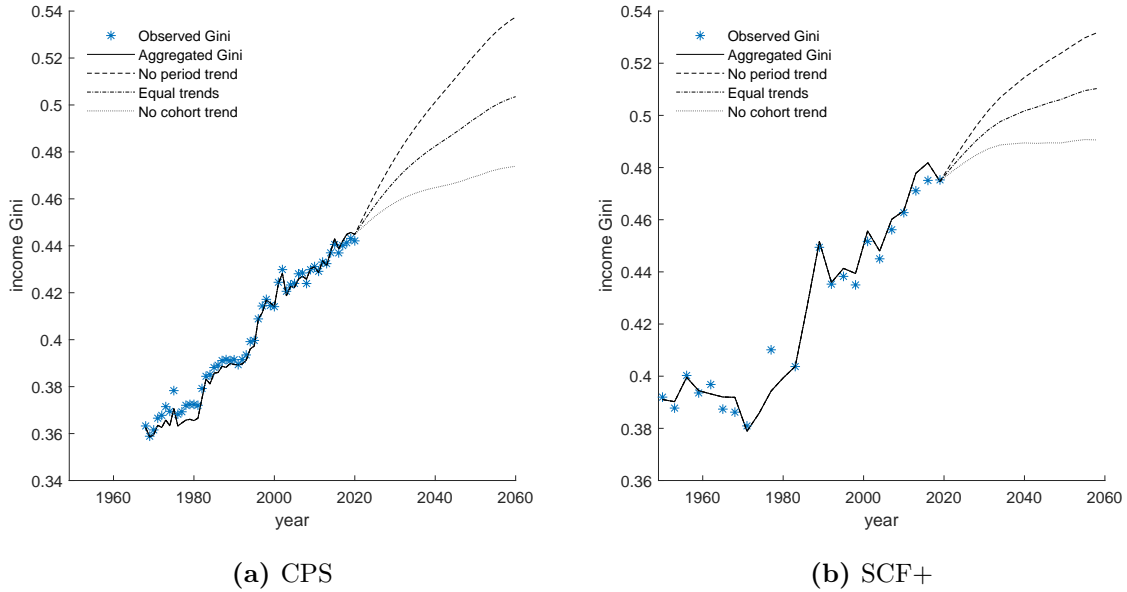 0.54
0.52
0.5
0.48
0.46
0.44
0.42
0.4
0.38
0.36
0.34
income Gini
Observed Gini
Aggregated Gini
No period trend
Equal trends
No cohort trend
1960 1980 2000 2020 2040 2060
year
(a) CPS
0.54
0.52
0.5
0.48
0.46
0.44
0.42
0.4
0.38
0.36
income Gini
Observed Gini
Aggregated Gini
No period trend
Equal trends
No cohort trend
1960 1980 2000 2020 2040 2060
year
(b) SCF+